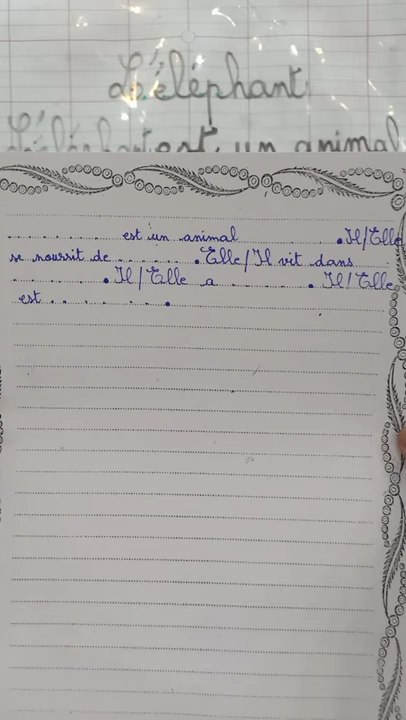 L'éléphant
L'éléphant est un animal
........... est un animal ........... . Il/Elle
se nourrit de ....... . Elle/Il vit dans
........... . Il/Elle a ........... . Il/Elle
est ........... .